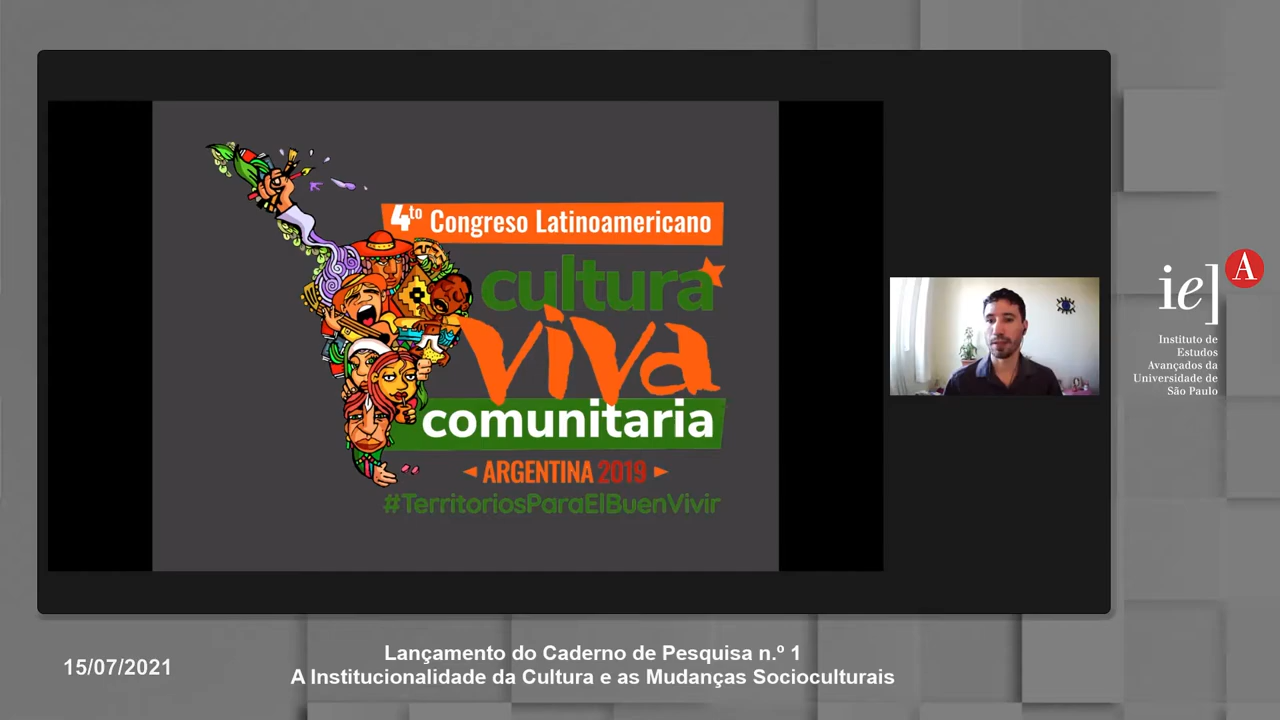 4to Congreso Latinoamericano
cultura
viva
comunitaria
ARGENTINA 2019
#TerritoriosParaElBuenVivir
ie] A
Instituto de
Estudos
Avançados da
Universidade de
São Paulo
15/07/2021
Lançamento do Caderno de Pesquisa n.º 1
A Institucionalidade da Cultura e as Mudanças Socioculturais